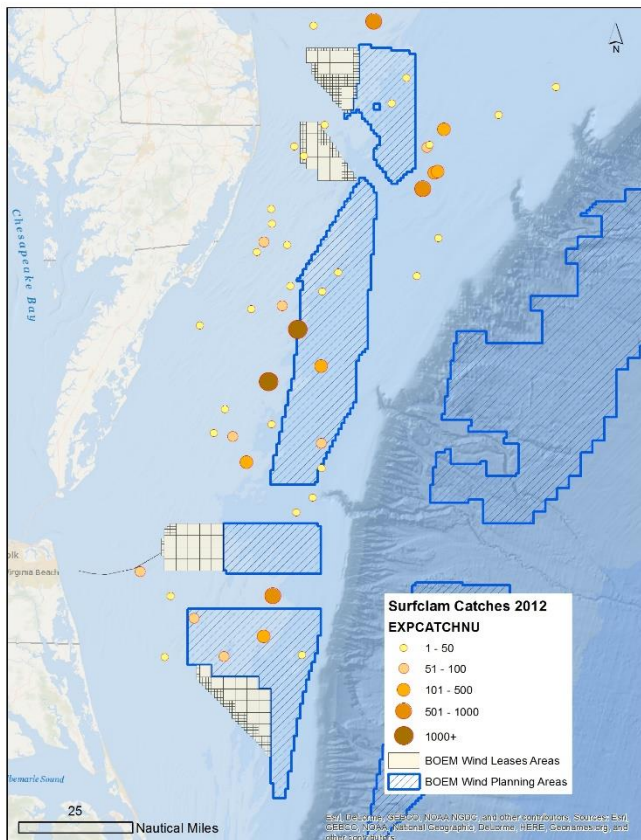 N
Chesapeake Bay
olk
Virginia Beach
Surfclam Catches 2012
EXPCATCHNU
1 - 50
51 - 100
101 - 500
501 - 1000
1000+
BOEM Wind Leases Areas
BOEM Wind Planning Areas
lbemarle Sound
25
Nautical Miles
Esri, DeLorme, GEBCO, NOAA NGDC, and other contributors, Sources: Esri,
GEBCO, NOAA, National Geographic, DeLorme, HERE, Geonames.org, and
other contributors